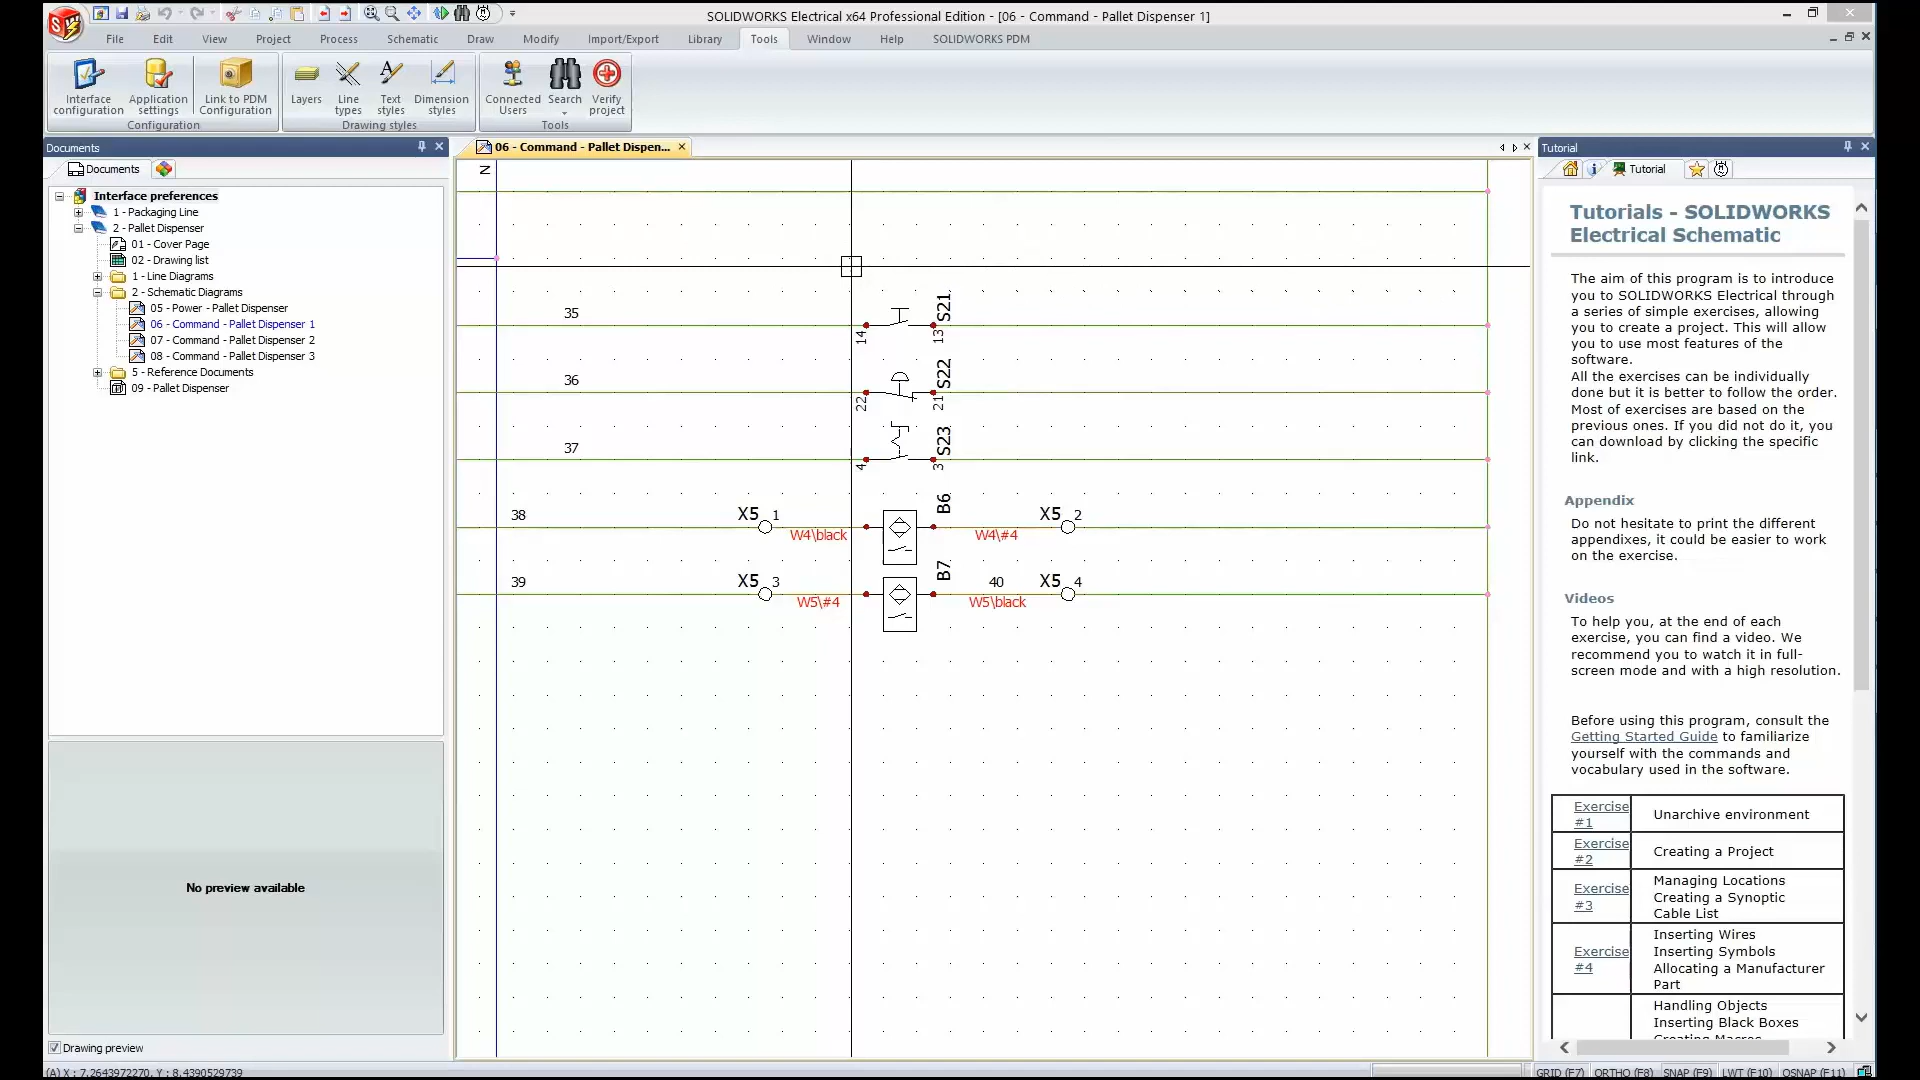 SOLIDWORKS Electrical x64 Professional Edition - [06 - Command - Pallet Dispenser 1]
File Edit View Project Process Schematic Draw Modify Import/Export Library Tools Window Help SOLIDWORKS PDM
Interface configuration
Application settings
Link to PDM Configuration
Configuration
Layers
Line types
Text styles
Dimension styles
Drawing styles
Connected Users
Search
Verify project
Tools
Documents
Documents
Interface preferences
1 - Packaging Line
2 - Pallet Dispenser
01 - Cover Page
02 - Drawing list
1 - Line Diagrams
2 - Schematic Diagrams
05 - Power - Pallet Dispenser
06 - Command - Pallet Dispenser 1
07 - Command - Pallet Dispenser 2
08 - Command - Pallet Dispenser 3
5 - Reference Documents
09 - Pallet Dispenser
No preview available
Drawing preview
06 - Command - Pallet Dispen...
N
35 14 13 S21
36 22 21 S22
37 4 3 S23
38 X5 1 W4\black B6 W4\#4 X5 2
39 X5 3 W5\#4 B7 40 W5\black X5 4
Tutorial
Tutorial
Tutorials - SOLIDWORKS
Electrical Schematic
The aim of this program is to introduce
you to SOLIDWORKS Electrical through
a series of simple exercises, allowing
you to create a project. This will allow
you to use most features of the
software.
All the exercises can be individually
done but it is better to follow the order.
Most of exercises are based on the
previous ones. If you did not do it, you
can download by clicking the specific
link.
Appendix
Do not hesitate to print the different
appendixes, it could be easier to work
on the exercise.
Videos
To help you, at the end of each
exercise, you can find a video. We
recommend you to watch it in full-
screen mode and with a high resolution.
Before using this program, consult the
Getting Started Guide to familiarize
yourself with the commands and
vocabulary used in the software.
Exercise #1 Unarchive environment
Exercise #2 Creating a Project
Exercise #3 Managing Locations
Creating a Synoptic
Cable List
Exercise #4 Inserting Wires
Inserting Symbols
Allocating a Manufacturer
Part
Handling Objects
Inserting Black Boxes
Creating Macros
(A) X : 7.2643972270, Y : 8.4390529739
GRID (F7) ORTHO (F8) SNAP (F9) LWT (F10) OSNAP (F11)